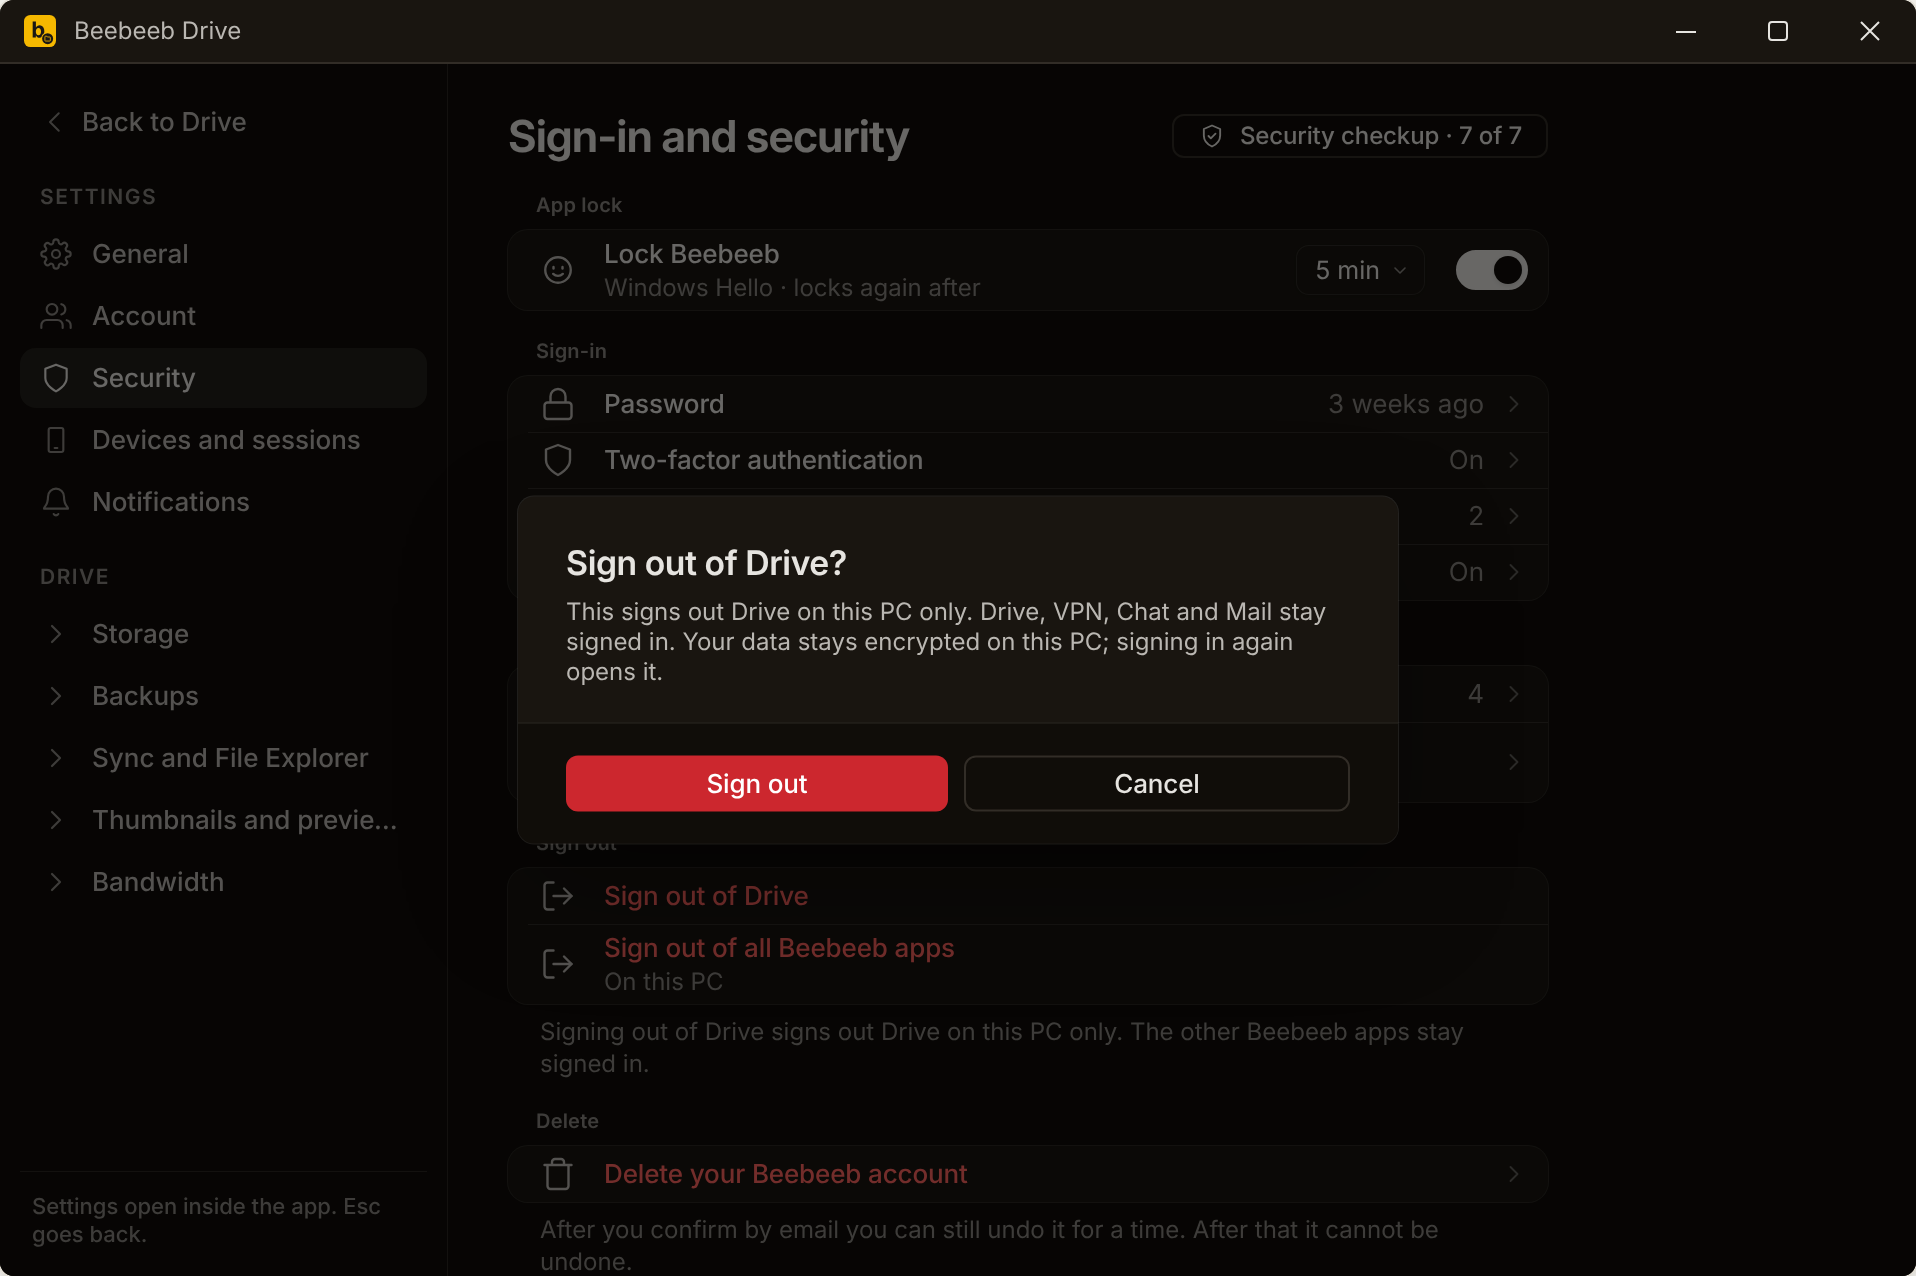 Beebeeb Drive
Back to Drive
SETTINGS
General
Account
Security
Devices and sessions
Notifications
DRIVE
Storage
Backups
Sync and File Explorer
Thumbnails and previe...
Bandwidth
Settings open inside the app. Esc
goes back.
Sign-in and security
Security checkup · 7 of 7
App lock
Lock Beebeeb
Windows Hello · locks again after
5 min
Sign-in
Password
3 weeks ago
Two-factor authentication
On
2
On
Sign out of Drive?
This signs out Drive on this PC only. Drive, VPN, Chat and Mail stay
signed in. Your data stays encrypted on this PC; signing in again
opens it.
Sign out
Cancel
4
Sign out
Sign out of Drive
Sign out of all Beebeeb apps
On this PC
Signing out of Drive signs out Drive on this PC only. The other Beebeeb apps stay
signed in.
Delete
Delete your Beebeeb account
After you confirm by email you can still undo it for a time. After that it cannot be
undone.